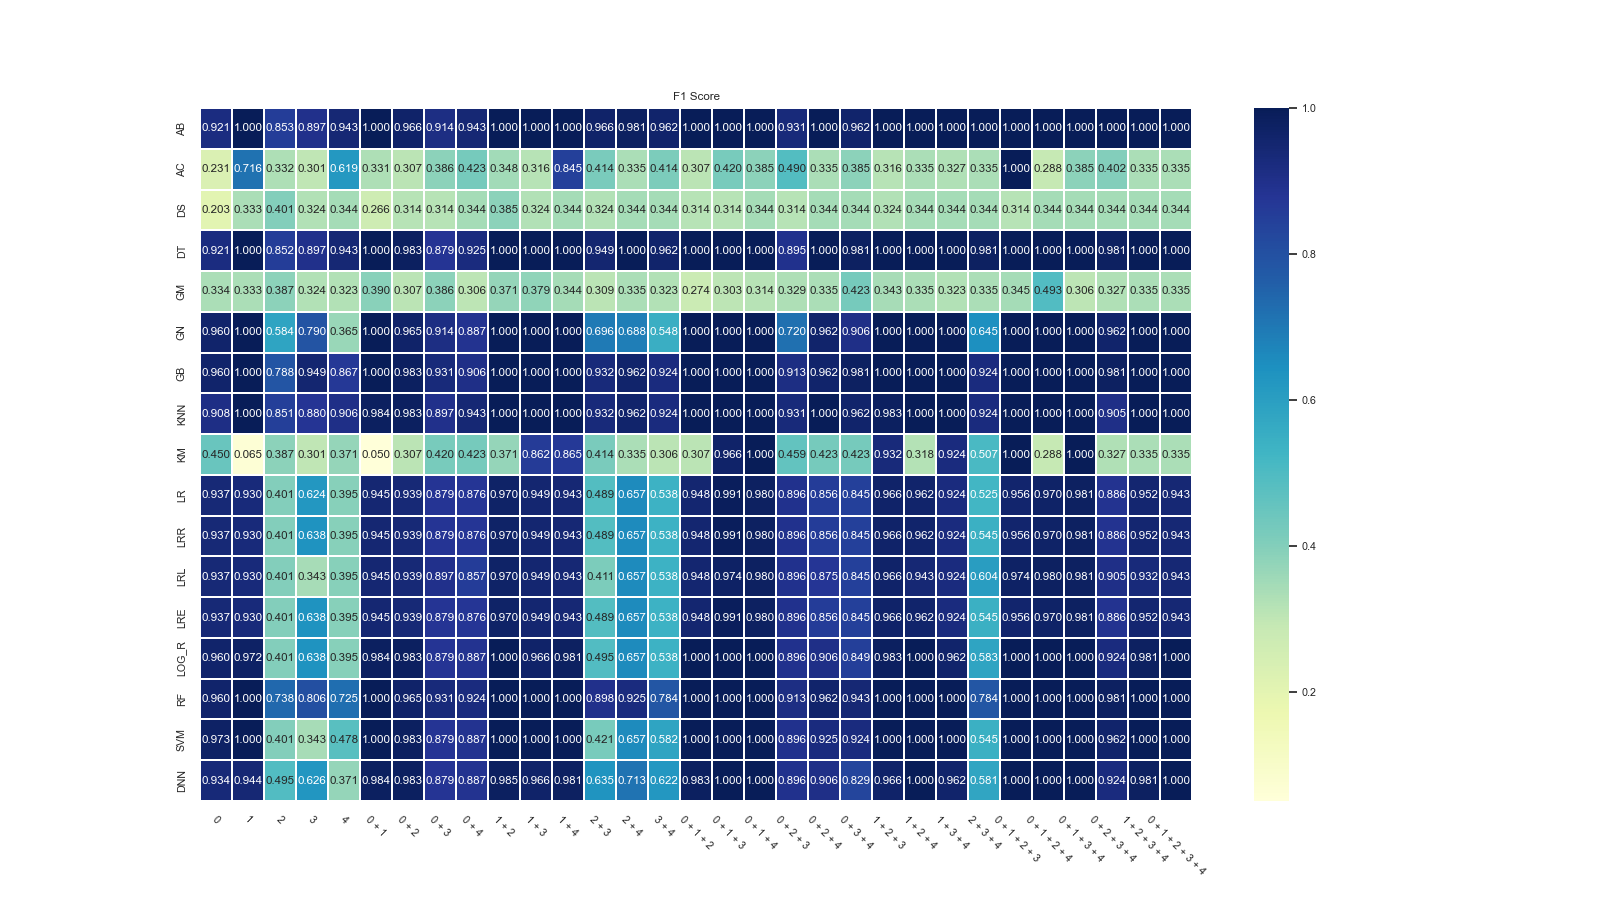 F1 Score
AB 0.921 1.000 0.853 0.897 0.943 1.000 0.966 0.914 0.943 1.000 1.000 1.000 0.966 0.981 0.962 1.000 1.000 1.000 0.931 1.000 0.962 1.000 1.000 1.000 1.000 1.000 1.000 1.000 1.000 1.000 1.000
AC 0.231 0.716 0.332 0.301 0.619 0.331 0.307 0.386 0.423 0.348 0.316 0.845 0.414 0.335 0.414 0.307 0.420 0.385 0.490 0.335 0.385 0.316 0.335 0.327 0.335 1.000 0.288 0.385 0.402 0.335 0.335
DS 0.203 0.333 0.401 0.324 0.344 0.266 0.314 0.314 0.344 0.385 0.324 0.344 0.324 0.344 0.344 0.314 0.314 0.344 0.314 0.344 0.344 0.324 0.344 0.344 0.344 0.314 0.344 0.344 0.344 0.344 0.344
DT 0.921 1.000 0.852 0.897 0.943 1.000 0.983 0.879 0.925 1.000 1.000 1.000 0.949 1.000 0.962 1.000 1.000 1.000 0.895 1.000 0.981 1.000 1.000 1.000 0.981 1.000 1.000 1.000 0.981 1.000 1.000
GM 0.334 0.333 0.387 0.324 0.323 0.390 0.307 0.386 0.306 0.371 0.379 0.344 0.309 0.335 0.323 0.274 0.303 0.314 0.329 0.335 0.423 0.343 0.335 0.323 0.335 0.345 0.493 0.306 0.327 0.335 0.335
GN 0.960 1.000 0.584 0.790 0.365 1.000 0.965 0.914 0.887 1.000 1.000 1.000 0.696 0.688 0.548 1.000 1.000 1.000 0.720 0.962 0.906 1.000 1.000 1.000 0.645 1.000 1.000 1.000 0.962 1.000 1.000
GB 0.960 1.000 0.788 0.949 0.867 1.000 0.983 0.931 0.906 1.000 1.000 1.000 0.932 0.962 0.924 1.000 1.000 1.000 0.913 0.962 0.981 1.000 1.000 1.000 0.924 1.000 1.000 1.000 0.981 1.000 1.000
KNN 0.908 1.000 0.851 0.880 0.906 0.984 0.983 0.897 0.943 1.000 1.000 1.000 0.932 0.962 0.924 1.000 1.000 1.000 0.931 1.000 0.962 0.983 1.000 1.000 0.924 1.000 1.000 1.000 0.905 1.000 1.000
KM 0.450 0.065 0.387 0.301 0.371 0.050 0.307 0.420 0.423 0.371 0.862 0.865 0.414 0.335 0.306 0.307 0.966 1.000 0.459 0.423 0.423 0.932 0.318 0.924 0.507 1.000 0.288 1.000 0.327 0.335 0.335
LR 0.937 0.930 0.401 0.624 0.395 0.945 0.939 0.879 0.876 0.970 0.949 0.943 0.489 0.657 0.538 0.948 0.991 0.980 0.896 0.856 0.845 0.966 0.962 0.924 0.525 0.956 0.970 0.981 0.886 0.952 0.943
LRR 0.937 0.930 0.401 0.638 0.395 0.945 0.939 0.879 0.876 0.970 0.949 0.943 0.489 0.657 0.538 0.948 0.991 0.980 0.896 0.856 0.845 0.966 0.962 0.924 0.545 0.956 0.970 0.981 0.886 0.952 0.943
LRL 0.937 0.930 0.401 0.343 0.395 0.945 0.939 0.897 0.857 0.970 0.949 0.943 0.411 0.657 0.538 0.948 0.974 0.980 0.896 0.875 0.845 0.966 0.943 0.924 0.604 0.974 0.980 0.981 0.905 0.932 0.943
LRE 0.937 0.930 0.401 0.638 0.395 0.945 0.939 0.879 0.876 0.970 0.949 0.943 0.489 0.657 0.538 0.948 0.991 0.980 0.896 0.856 0.845 0.966 0.962 0.924 0.545 0.956 0.970 0.981 0.886 0.952 0.943
LOG_R 0.960 0.972 0.401 0.638 0.395 0.984 0.983 0.879 0.887 1.000 0.966 0.981 0.495 0.657 0.538 1.000 1.000 1.000 0.896 0.906 0.849 0.983 1.000 0.962 0.583 1.000 1.000 1.000 0.924 0.981 1.000
RF 0.960 1.000 0.738 0.806 0.725 1.000 0.965 0.931 0.924 1.000 1.000 1.000 0.898 0.925 0.784 1.000 1.000 1.000 0.913 0.962 0.943 1.000 1.000 1.000 0.784 1.000 1.000 1.000 0.981 1.000 1.000
SVM 0.973 1.000 0.401 0.343 0.478 1.000 0.983 0.879 0.887 1.000 1.000 1.000 0.421 0.657 0.582 1.000 1.000 1.000 0.896 0.925 0.924 1.000 1.000 1.000 0.545 1.000 1.000 1.000 0.962 1.000 1.000
DNN 0.934 0.944 0.495 0.626 0.371 0.984 0.983 0.879 0.887 0.985 0.966 0.981 0.635 0.713 0.622 0.983 1.000 1.000 0.896 0.906 0.829 0.966 1.000 0.962 0.581 1.000 1.000 1.000 0.924 0.981 1.000
0 1 2 3 4 0 + 1 0 + 2 0 + 3 0 + 4 1 + 2 1 + 3 1 + 4 2 + 3 2 + 4 3 + 4 0 + 1 + 2 0 + 1 + 3 0 + 1 + 4 0 + 2 + 3 0 + 2 + 4 0 + 3 + 4 1 + 2 + 3 1 + 2 + 4 1 + 3 + 4 2 + 3 + 4 0 + 1 + 2 + 3 0 + 1 + 2 + 4 0 + 1 + 3 + 4 0 + 2 + 3 + 4 1 + 2 + 3 + 4 0 + 1 + 2 + 3 + 4
1.0
0.8
0.6
0.4
0.2